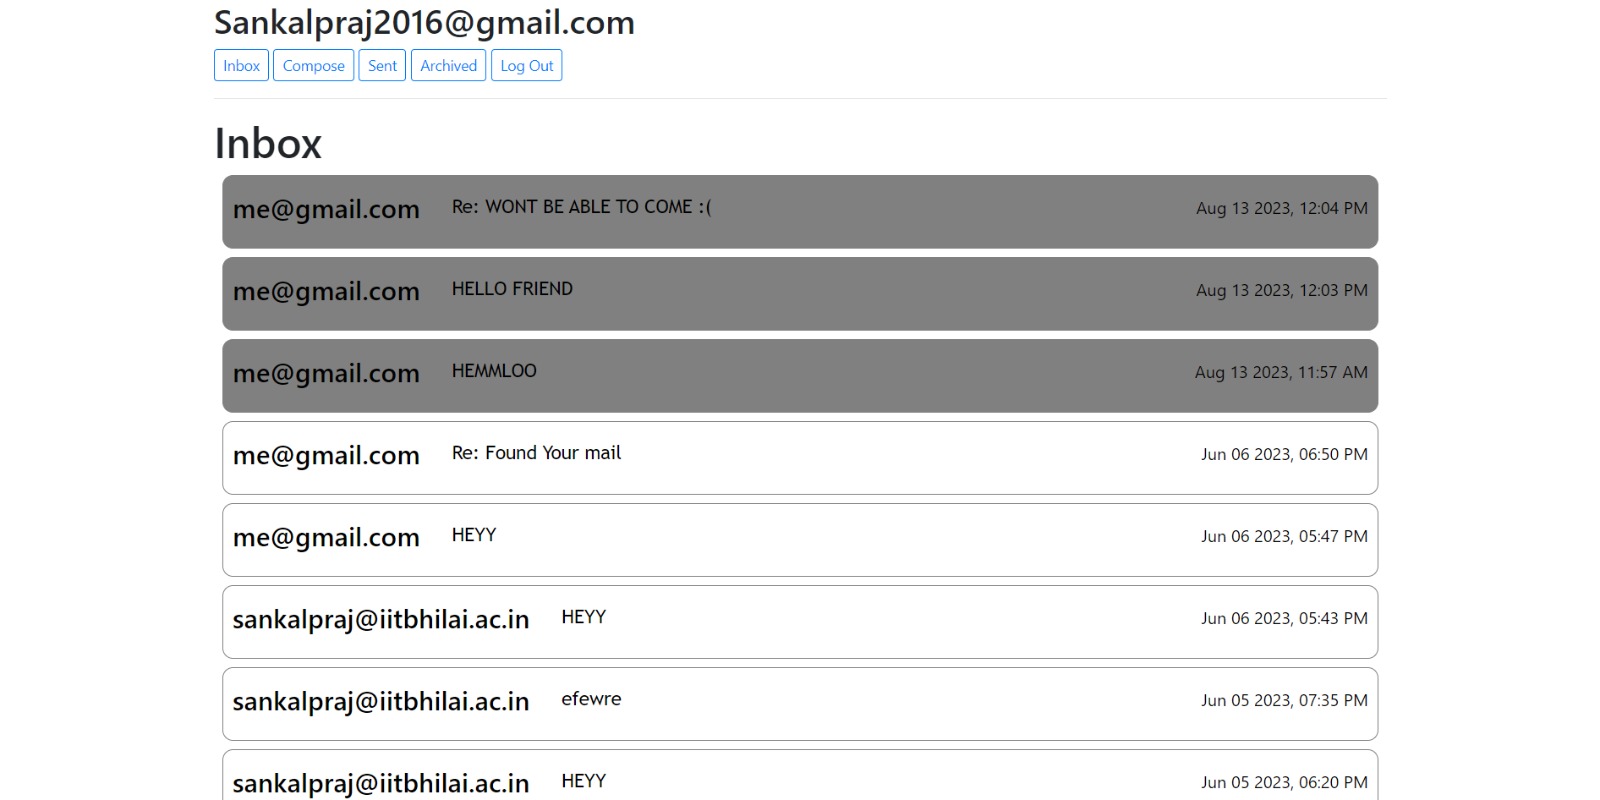 Sankalpraj2016@gmail.com
Inbox Compose Sent Archived Log Out
Inbox
me@gmail.com Re: WONT BE ABLE TO COME :( Aug 13 2023, 12:04 PM
me@gmail.com HELLO FRIEND Aug 13 2023, 12:03 PM
me@gmail.com HEMMLOO Aug 13 2023, 11:57 AM
me@gmail.com Re: Found Your mail Jun 06 2023, 06:50 PM
me@gmail.com HEYY Jun 06 2023, 05:47 PM
sankalpraj@iitbhilai.ac.in HEYY Jun 06 2023, 05:43 PM
sankalpraj@iitbhilai.ac.in efewre Jun 05 2023, 07:35 PM
sankalpraj@iitbhilai.ac.in HEYY Jun 05 2023, 06:20 PM